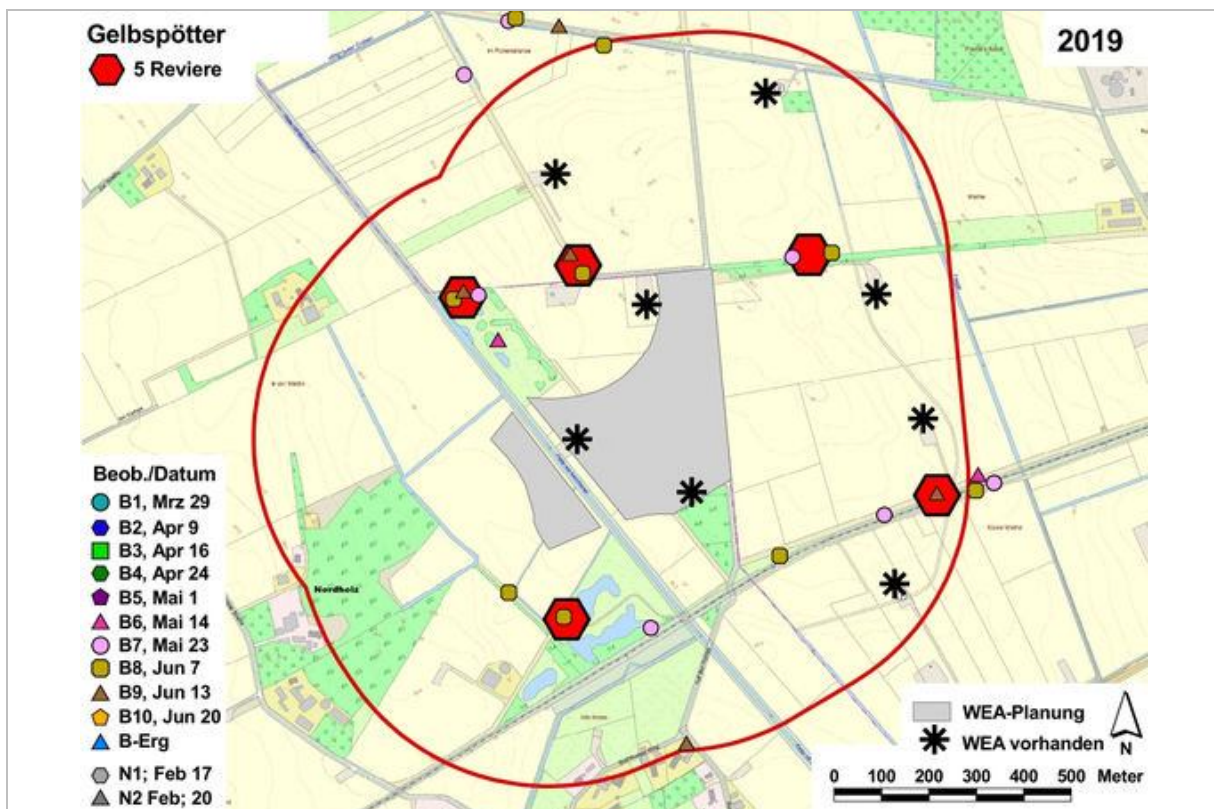 Gelbspötter
5 Reviere
2019
Nordholz
Beob./Datum
B1, Mrz 29
B2, Apr 9
B3, Apr 16
B4, Apr 24
B5, Mai 1
B6, Mai 14
B7, Mai 23
B8, Jun 7
B9, Jun 13
B10, Jun 20
B-Erg
N1; Feb 17
N2 Feb; 20
WEA-Planung
WEA vorhanden
N
0 100 200 300 400 500 Meter